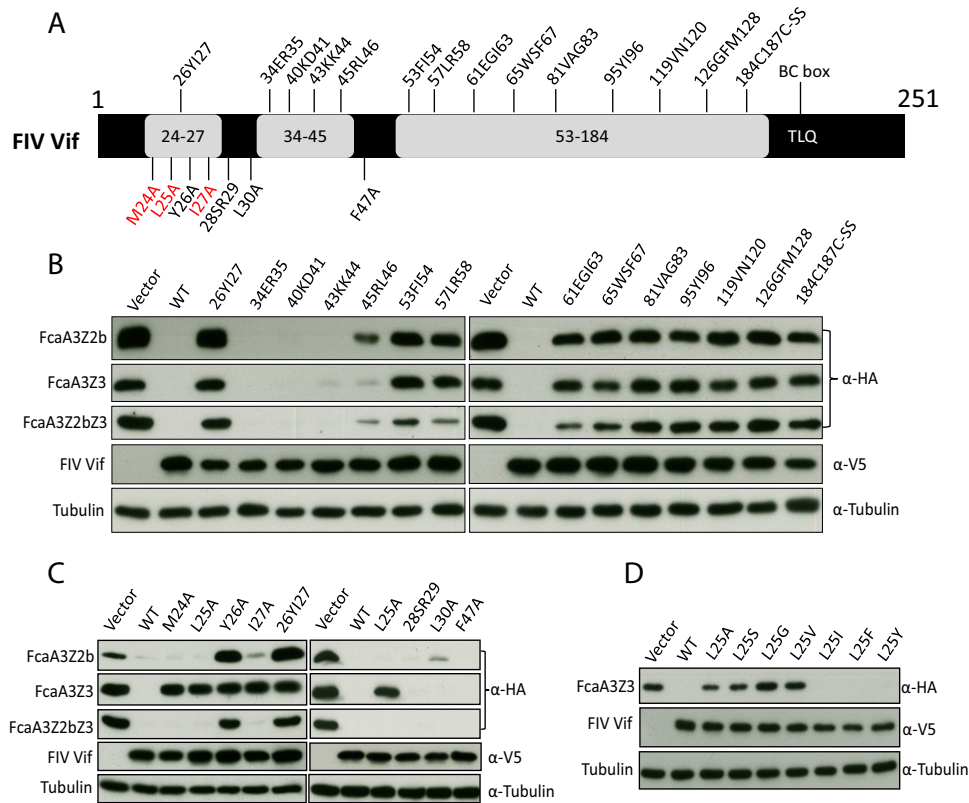 A
26YI27
34ER35
40KD41
43KK44
45RL46
53FI54
57LR58
61EGI63
65WSF67
81VAG83
95YI96
119VN120
126GFM128
184C187C-SS
BC box
1
251
FIV Vif
24-27
34-45
53-184
TLQ
M24A
L25A
Y26A
I27A
28SR29
L30A
F47A
B
Vector
WT
26YI27
34ER35
40KD41
43KK44
45RL46
53FI54
57LR58
Vector
WT
61EGI63
65WSF67
81VAG83
95YI96
119VN120
126GFM128
184C187C-SS
FcaA3Z2b
FcaA3Z3
α-HA
FcaA3Z2bZ3
FIV Vif
α-V5
Tubulin
α-Tubulin
C
Vector
WT
M24A
L25A
Y26A
I27A
26YI27
Vector
WT
L25A
28SR29
L30A
F47A
FcaA3Z2b
FcaA3Z3
α-HA
FcaA3Z2bZ3
FIV Vif
α-V5
Tubulin
α-Tubulin
D
Vector
WT
L25A
L25S
L25G
L25V
L25I
L25F
L25Y
FcaA3Z3
α-HA
FIV Vif
α-V5
Tubulin
α-Tubulin